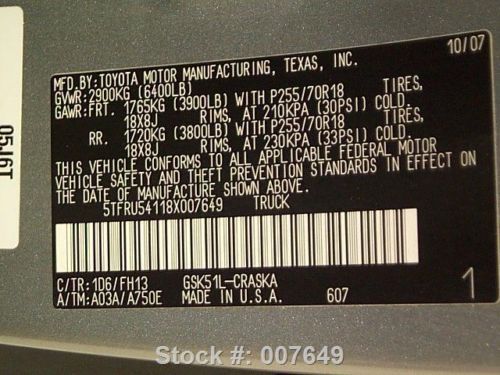 10/07
MFD.BY:TOYOTA MOTOR MANUFACTURING, TEXAS, INC.
GVWR:2900KG (6400LB)
GAWR:FRT. 1765KG (3900LB) WITH P255/70R18 TIRES,
18X8J RIMS, AT 210KPA (30PSI) COLD
RR. 1720KG (3800LB) WITH P255/70R18 TIRES,
18X8J RIMS, AT 230KPA (33PSI) COLD
THIS VEHICLE CONFORMS TO ALL APPLICABLE FEDERAL MOTOR
VEHICLE SAFETY AND THEFT PREVENTION STANDARDS IN EFFECT ON
THE DATE OF MANUFACTURE SHOWN ABOVE.
5TFRU54118X007649 TRUCK
C/TR:1D6/FH13 GSK51L-CRASKA
A/TM:A03A/A750E MADE IN U.S.A. 607
1
Stock #: 007649